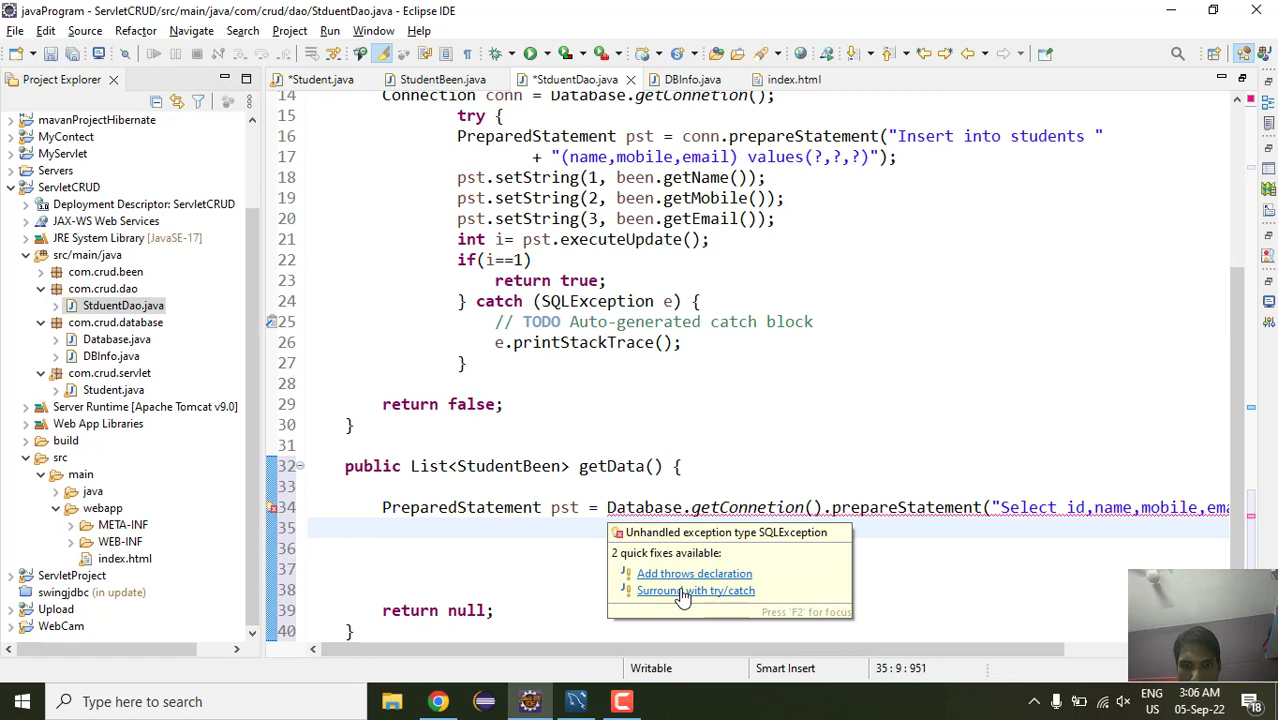 javaProgram - ServletCRUD/src/main/java/com/crud/dao/StduentDao.java - Eclipse IDE
File Edit Source Refactor Navigate Search Project Run Window Help
Project Explorer
*Student.java
StudentBeen.java
*StduentDao.java
DBInfo.java
index.html
mavanProjectHibernate
MyContect
MyServlet
Servers
ServletCRUD
Deployment Descriptor: ServletCRUD
JAX-WS Web Services
JRE System Library [JavaSE-17]
src/main/java
com.crud.been
com.crud.dao
StduentDao.java
com.crud.database
Database.java
DBInfo.java
com.crud.servlet
Student.java
Server Runtime [Apache Tomcat v9.0]
Web App Libraries
build
src
main
java
webapp
META-INF
WEB-INF
index.html
ServletProject
swingjdbc (in update)
Upload
WebCam
14 Connection conn = Database.getConnetion();
15 try {
16 PreparedStatement pst = conn.prepareStatement("Insert into students "
17 + "(name,mobile,email) values(?,?,?)");
18 pst.setString(1, been.getName());
19 pst.setString(2, been.getMobile());
20 pst.setString(3, been.getEmail());
21 int i= pst.executeUpdate();
22 if(i==1)
23 return true;
24 } catch (SQLException e) {
25 // TODO Auto-generated catch block
26 e.printStackTrace();
27 }
28
29 return false;
30 }
31
32 public List<StudentBeen> getData() {
33
34 PreparedStatement pst = Database.getConnetion().prepareStatement("Select id,name,mobile,ema
35
36
37
38
39 return null;
40 }
Unhandled exception type SQLException
2 quick fixes available:
Add throws declaration
Surround with try/catch
Press 'F2' for focus
Writable
Smart Insert
35 : 9 : 951
Type here to search
ENG
US
3:06 AM
05-Sep-22
18